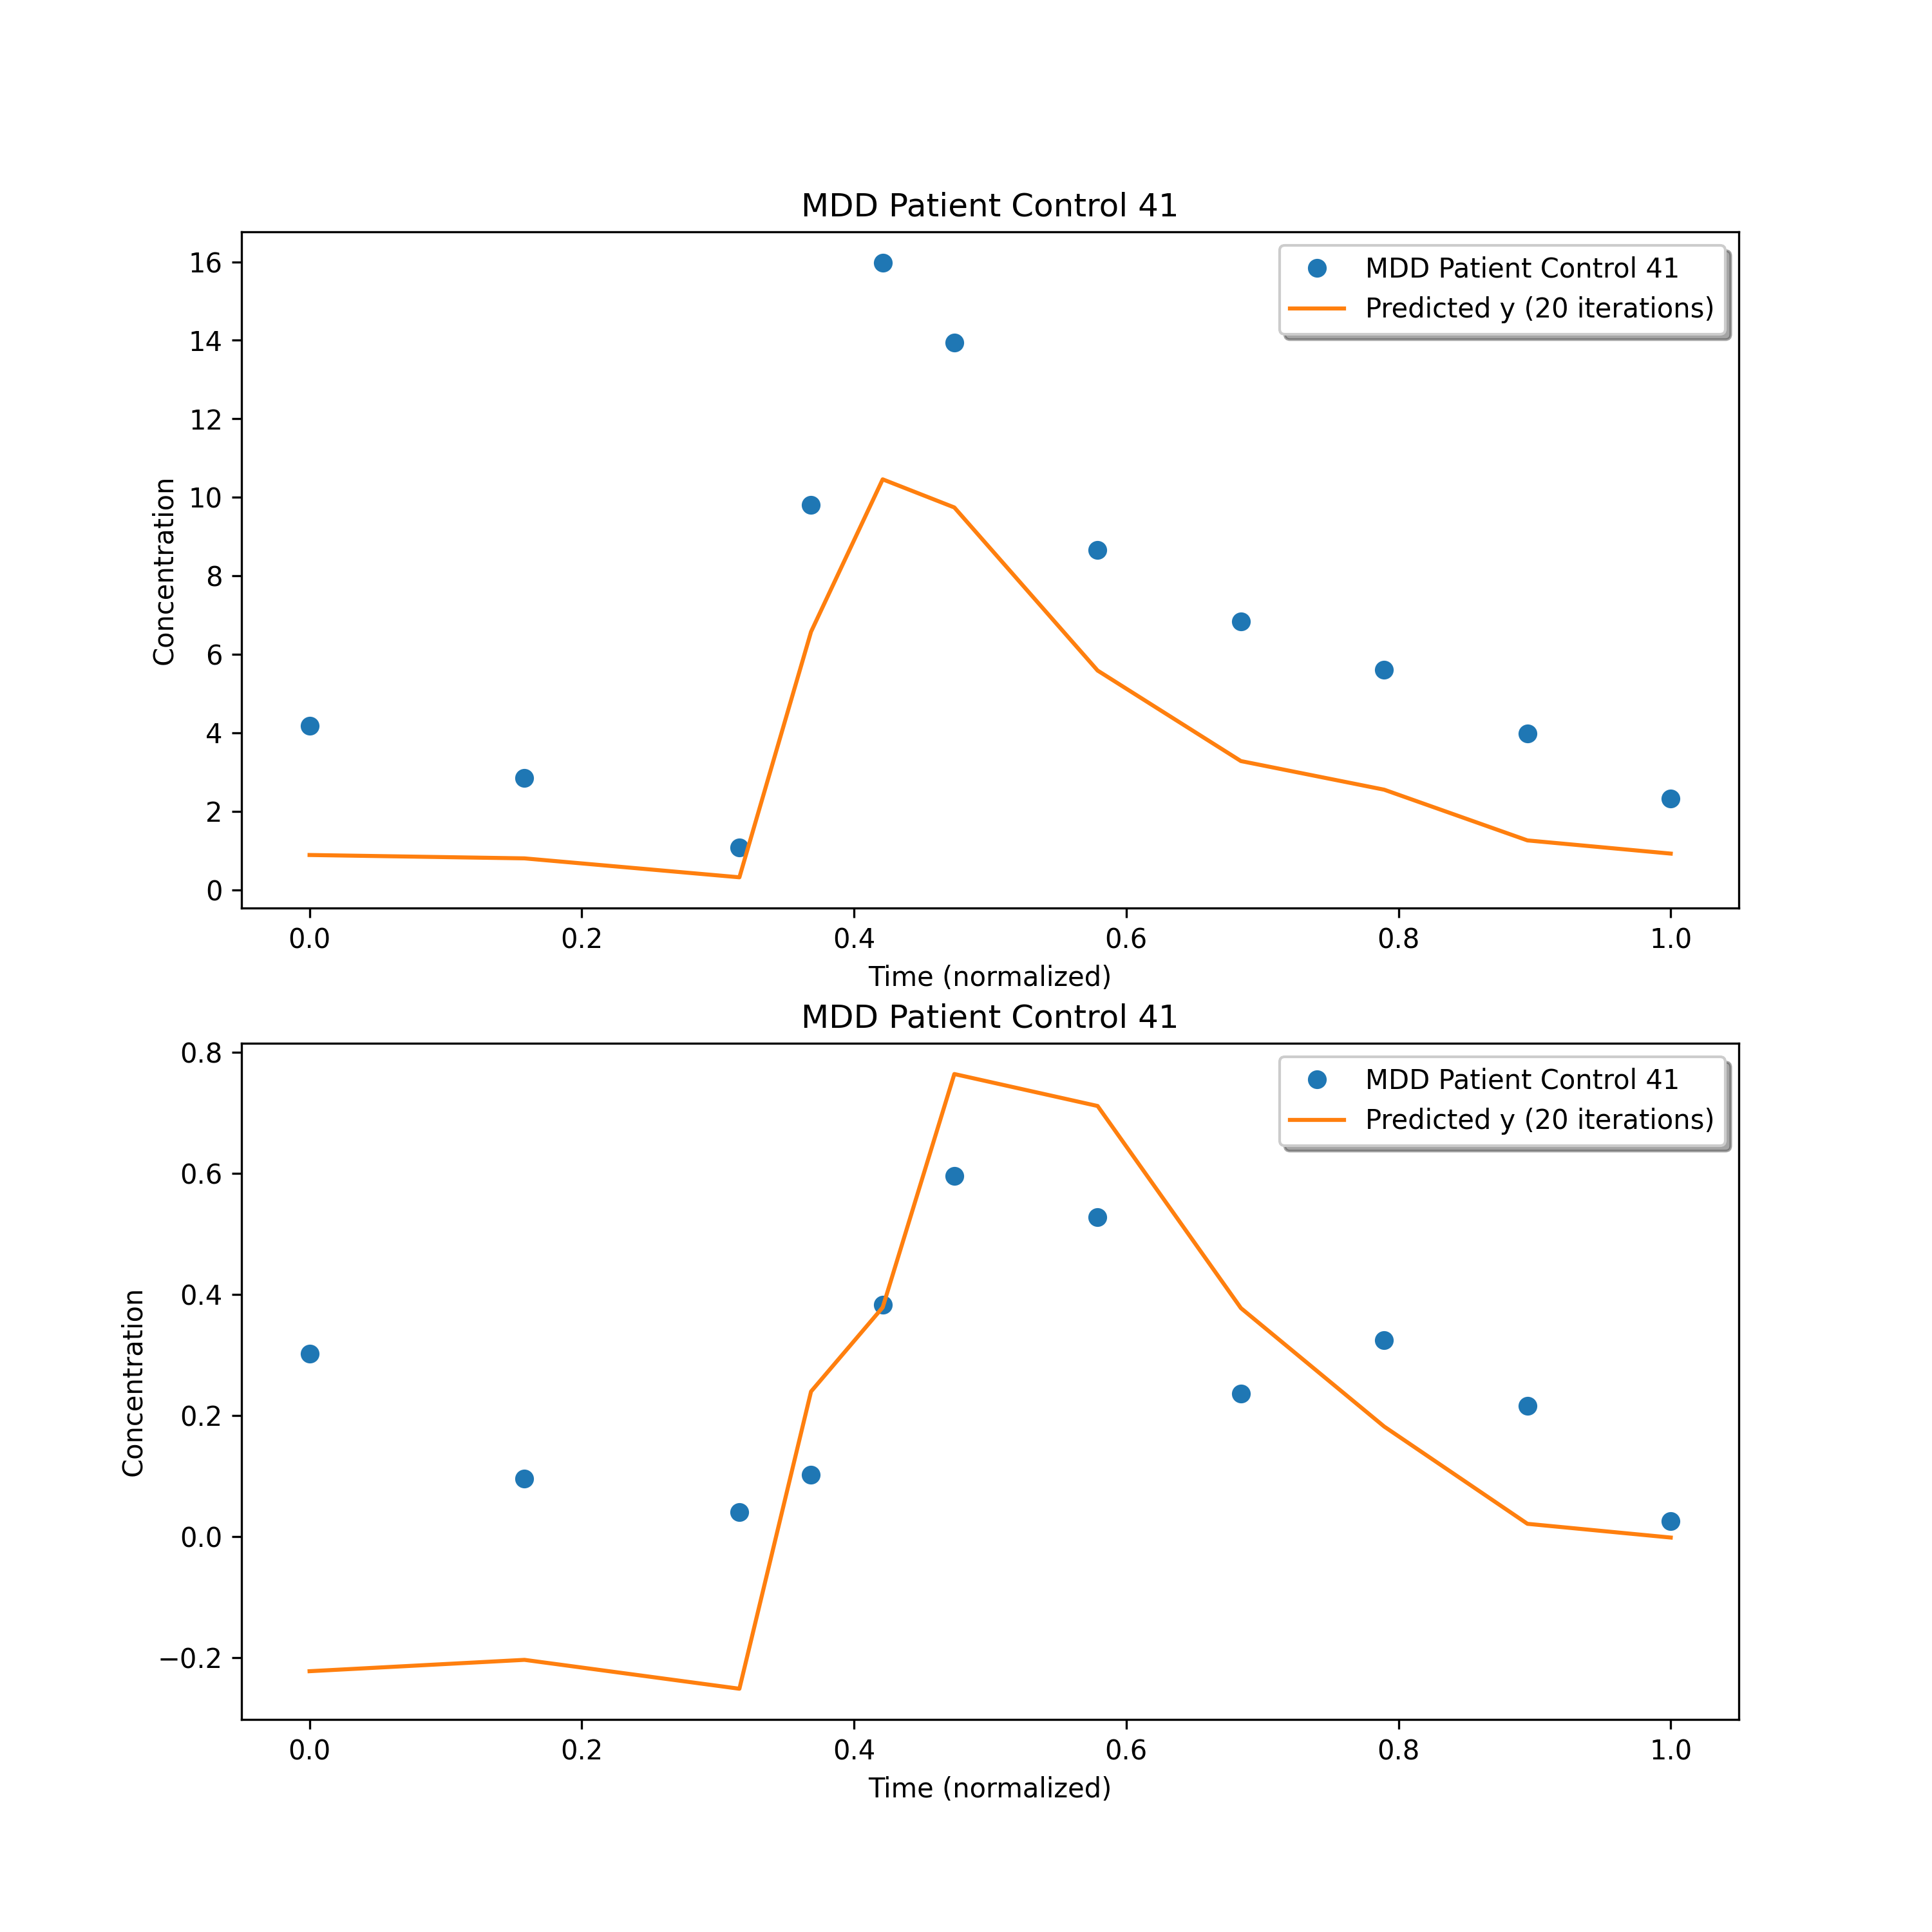 MDD Patient Control 41
16
14
12
10
8
6
4
2
0
Concentration
MDD Patient Control 41
Predicted y (20 iterations)
0.0 0.2 0.4 0.6 0.8 1.0
Time (normalized)
MDD Patient Control 41
0.8
0.6
0.4
0.2
0.0
−0.2
Concentration
MDD Patient Control 41
Predicted y (20 iterations)
0.0 0.2 0.4 0.6 0.8 1.0
Time (normalized)